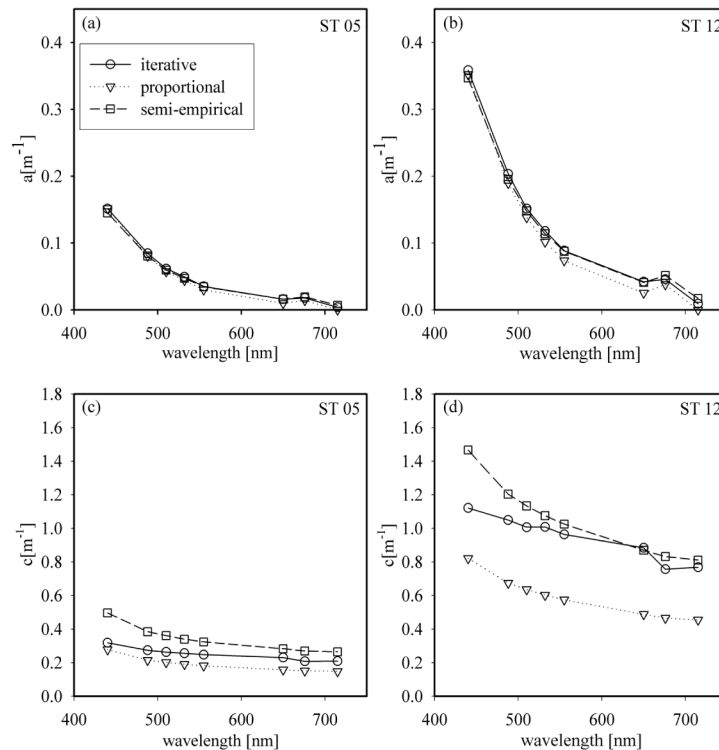 (a) ST 05
0.4
0.3
0.2
0.1
0.0
a[m⁻¹]
iterative
proportional
semi-empirical
400 500 600 700
wavelength [nm]
(b) ST 12
0.4
0.3
0.2
0.1
0.0
a[m⁻¹]
400 500 600 700
wavelength [nm]
(c) ST 05
1.8
1.6
1.4
1.2
1.0
0.8
0.6
0.4
0.2
0.0
c[m⁻¹]
400 500 600 700
wavelength [nm]
(d) ST 12
1.8
1.6
1.4
1.2
1.0
0.8
0.6
0.4
0.2
0.0
c[m⁻¹]
400 500 600 700
wavelength [nm]